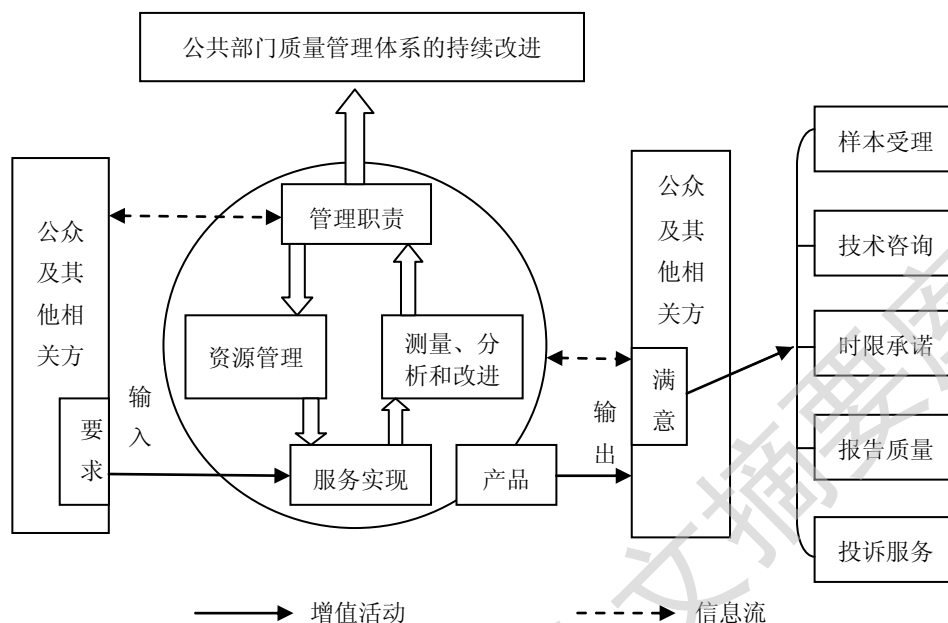 公共部门质量管理体系的持续改进
公众
及其
他相
关方
要
求
输
入
管理职责
资源管理
测量、分
析和改进
服务实现
产品
输
出
公众
及其
他相
关方
满
意
样本受理
技术咨询
时限承诺
报告质量
投诉服务
增值活动
信息流
文摘要库